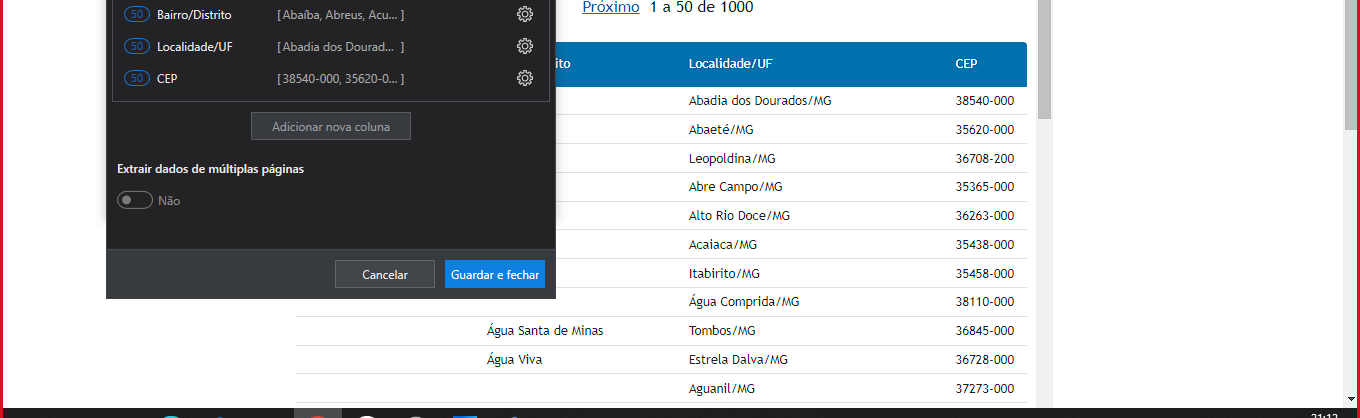 Próximo 1 a 50 de 1000
50 Bairro/Distrito [Abaíba, Abreus, Acu... ]
50 Localidade/UF [Abadia dos Dourad... ]
50 CEP [38540-000, 35620-0... ]
Adicionar nova coluna
Extrair dados de múltiplas páginas
Não
Cancelar
Guardar e fechar
ito Localidade/UF CEP
Abadia dos Dourados/MG 38540-000
Abaeté/MG 35620-000
Leopoldina/MG 36708-200
Abre Campo/MG 35365-000
Alto Rio Doce/MG 36263-000
Acaiaca/MG 35438-000
Itabirito/MG 35458-000
Água Comprida/MG 38110-000
Água Santa de Minas Tombos/MG 36845-000
Água Viva Estrela Dalva/MG 36728-000
Aguanil/MG 37273-000